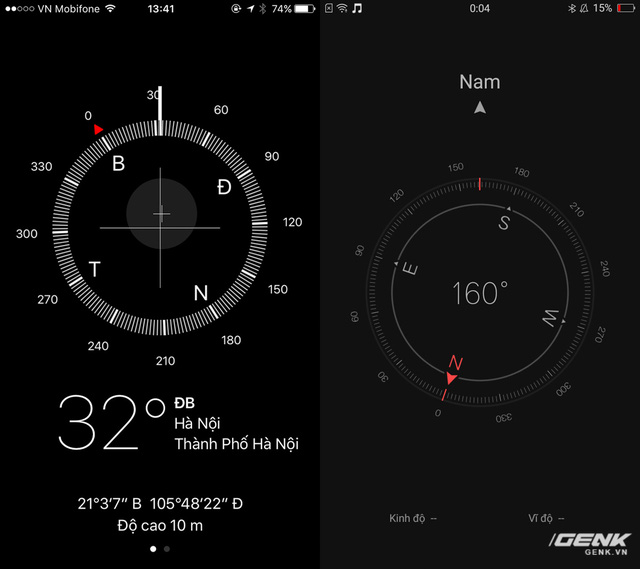 VN Mobifone
13:41
74%
0
30
60
90
120
150
180
210
240
270
300
330
B
Đ
N
T
32° ĐB
Hà Nội
Thành Phố Hà Nội
21°3'7" B 105°48'22" Đ
Độ cao 10 m
0:04
15%
Nam
150
180
210
240
270
300
330
0
30
60
90
120
S
W
N
E
160°
Kinh độ --
Vĩ độ --
GENK
GENK.VN